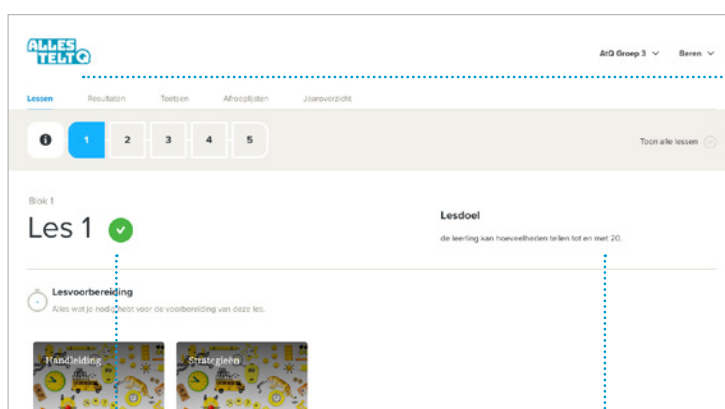 ALLES
TELT Q
AtQ Groep 3
Beren
Lessen
Resultaten
Toetsen
Afroeplijsten
Jaaroverzicht
1
2
3
4
5
Toon alle lessen
Blok 1
Les 1
Lesdoel
de leerling kan hoeveelheden tellen tot en met 20.
Lesvoorbereiding
Alles wat je nodig hebt voor de voorbereiding van deze les.
Handleiding
Strategieën